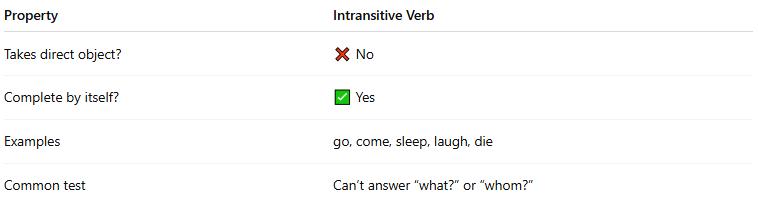 Property Intransitive Verb
Takes direct object? ❌ No
Complete by itself? ✅ Yes
Examples go, come, sleep, laugh, die
Common test Can’t answer “what?” or “whom?”